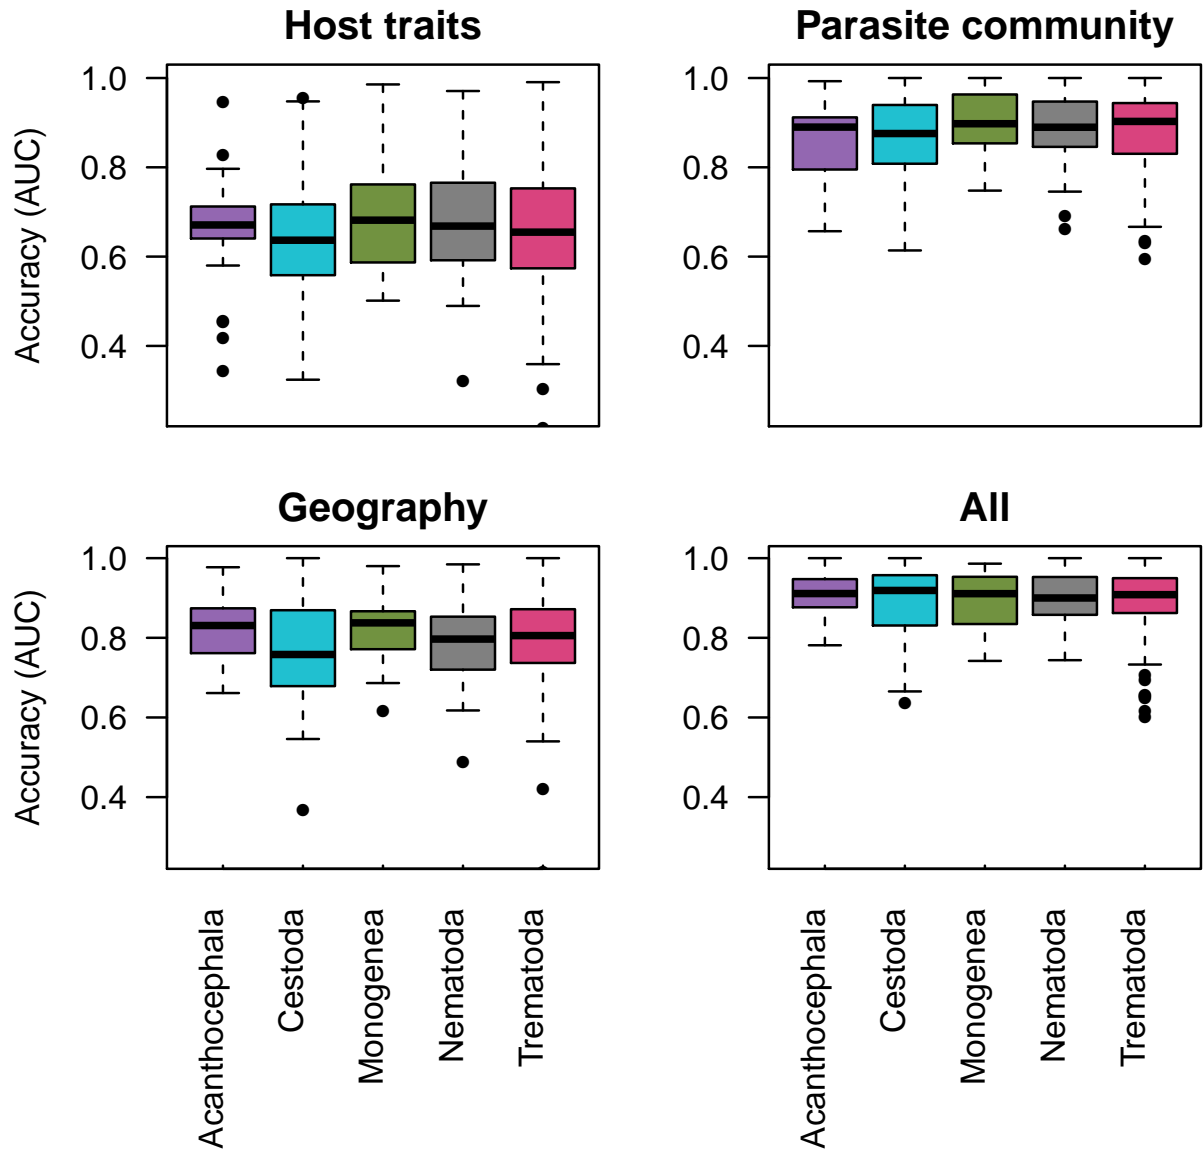 Host traits
Parasite community
Accuracy (AUC)
1.0
0.8
0.6
0.4
1.0
0.8
0.6
0.4
Geography
All
Accuracy (AUC)
1.0
0.8
0.6
0.4
1.0
0.8
0.6
0.4
Acanthocephala
Cestoda
Monogenea
Nematoda
Trematoda
Acanthocephala
Cestoda
Monogenea
Nematoda
Trematoda